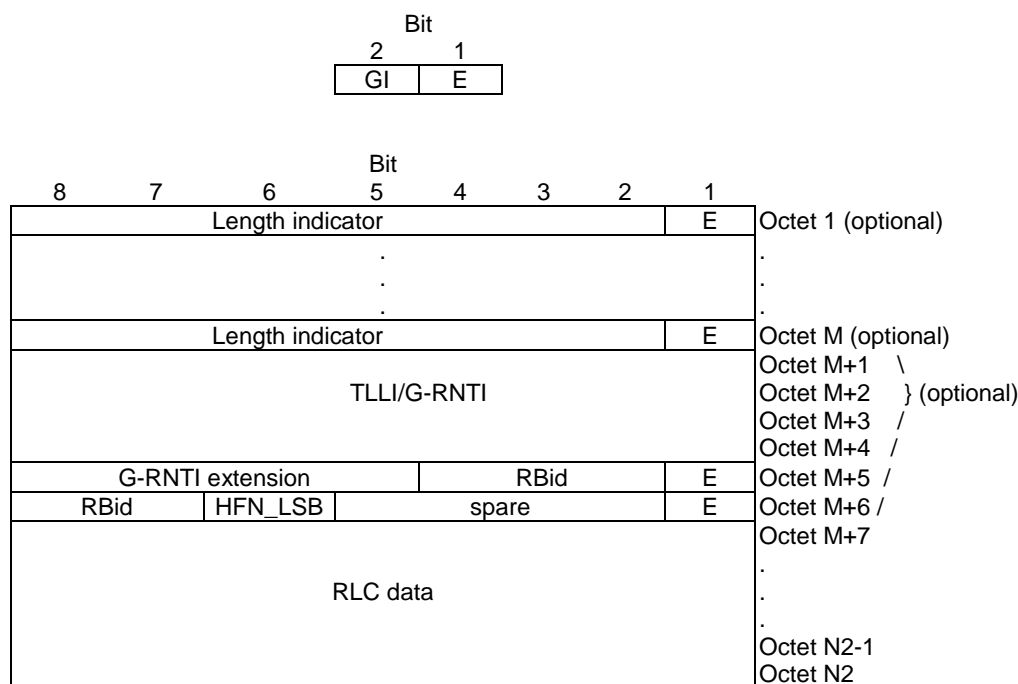 Bit
2 1
GI E
Bit
8 7 6 5 4 3 2 1
Length indicator E Octet 1 (optional)
. .
. .
. .
Length indicator E Octet M (optional)
Octet M+1 \
TLLI/G-RNTI Octet M+2 } (optional)
Octet M+3 /
Octet M+4 /
G-RNTI extension RBid E Octet M+5 /
RBid HFN_LSB spare E Octet M+6 /
Octet M+7
.
RLC data .
.
Octet N2-1
Octet N2